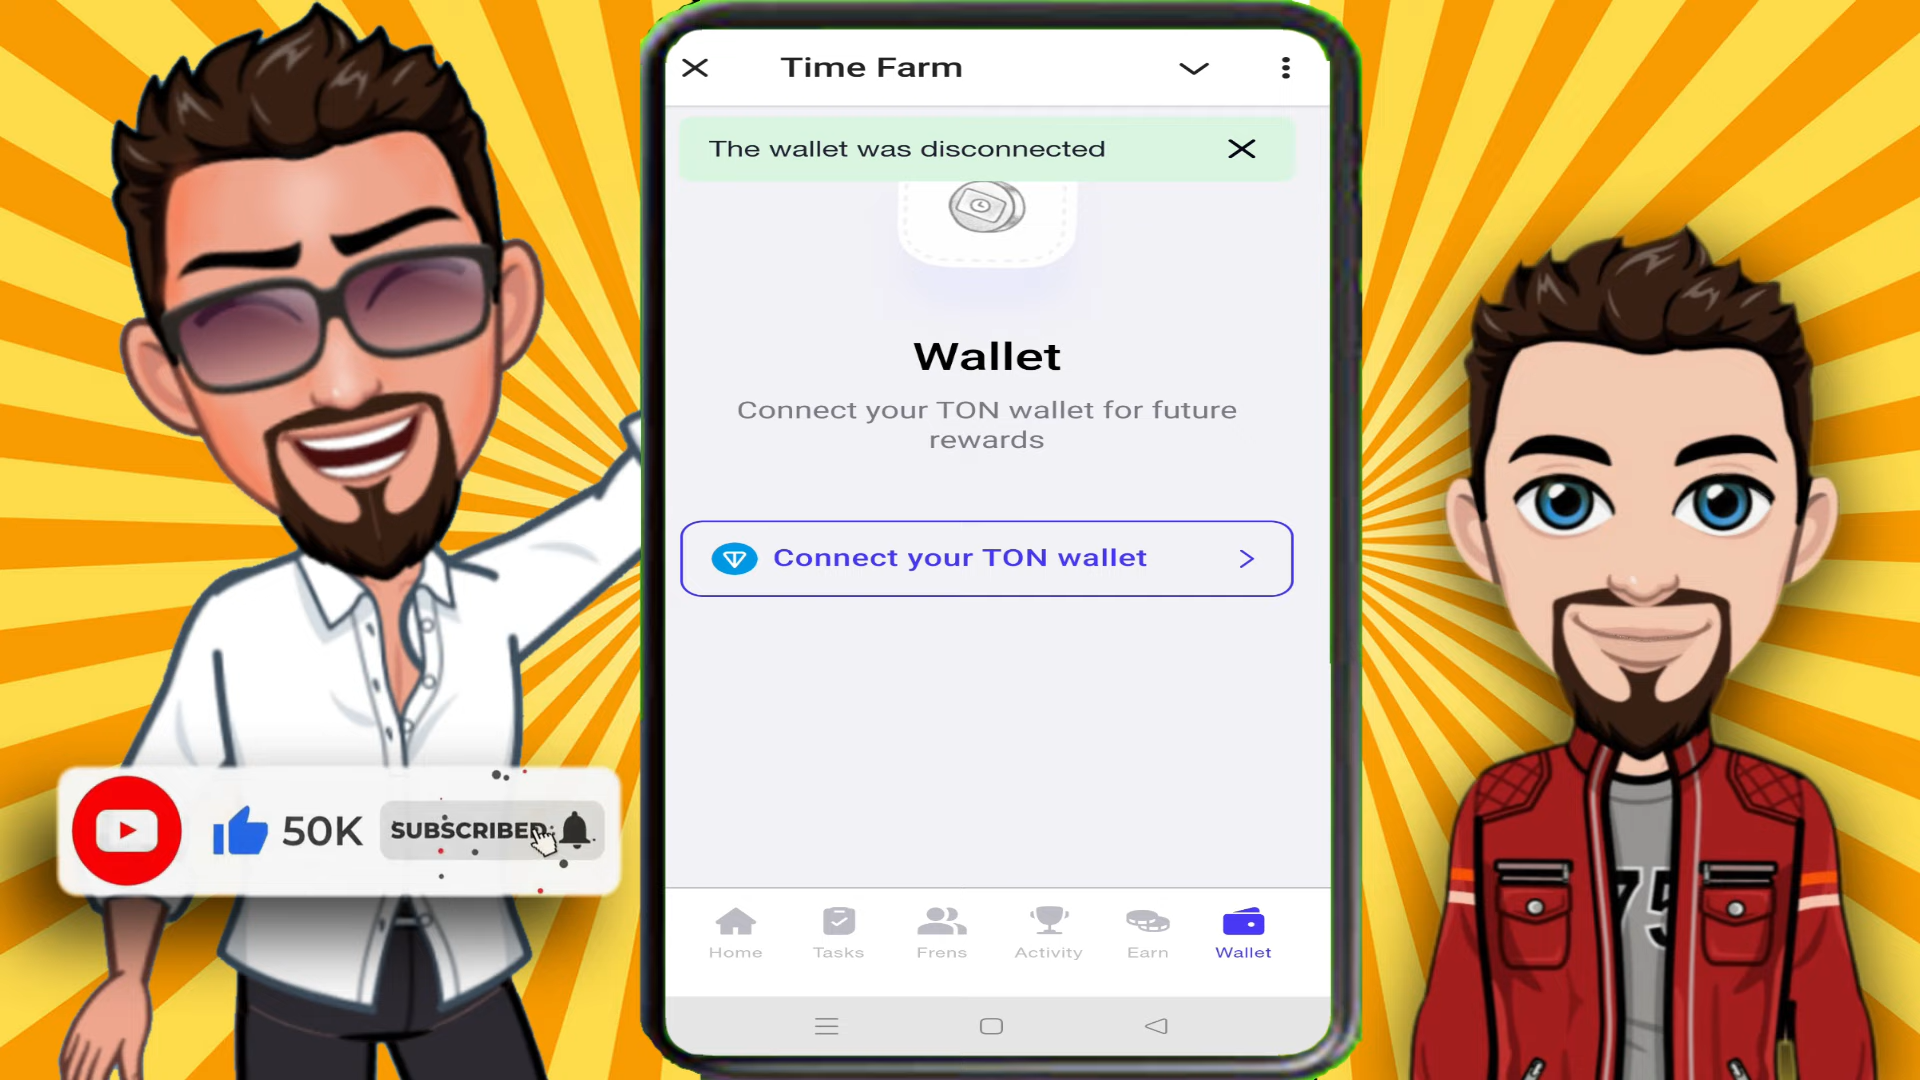 Time Farm
The wallet was disconnected
Wallet
Connect your TON wallet for future
rewards
Connect your TON wallet
50K
SUBSCRIBED
75
Home
Tasks
Frens
Activity
Earn
Wallet